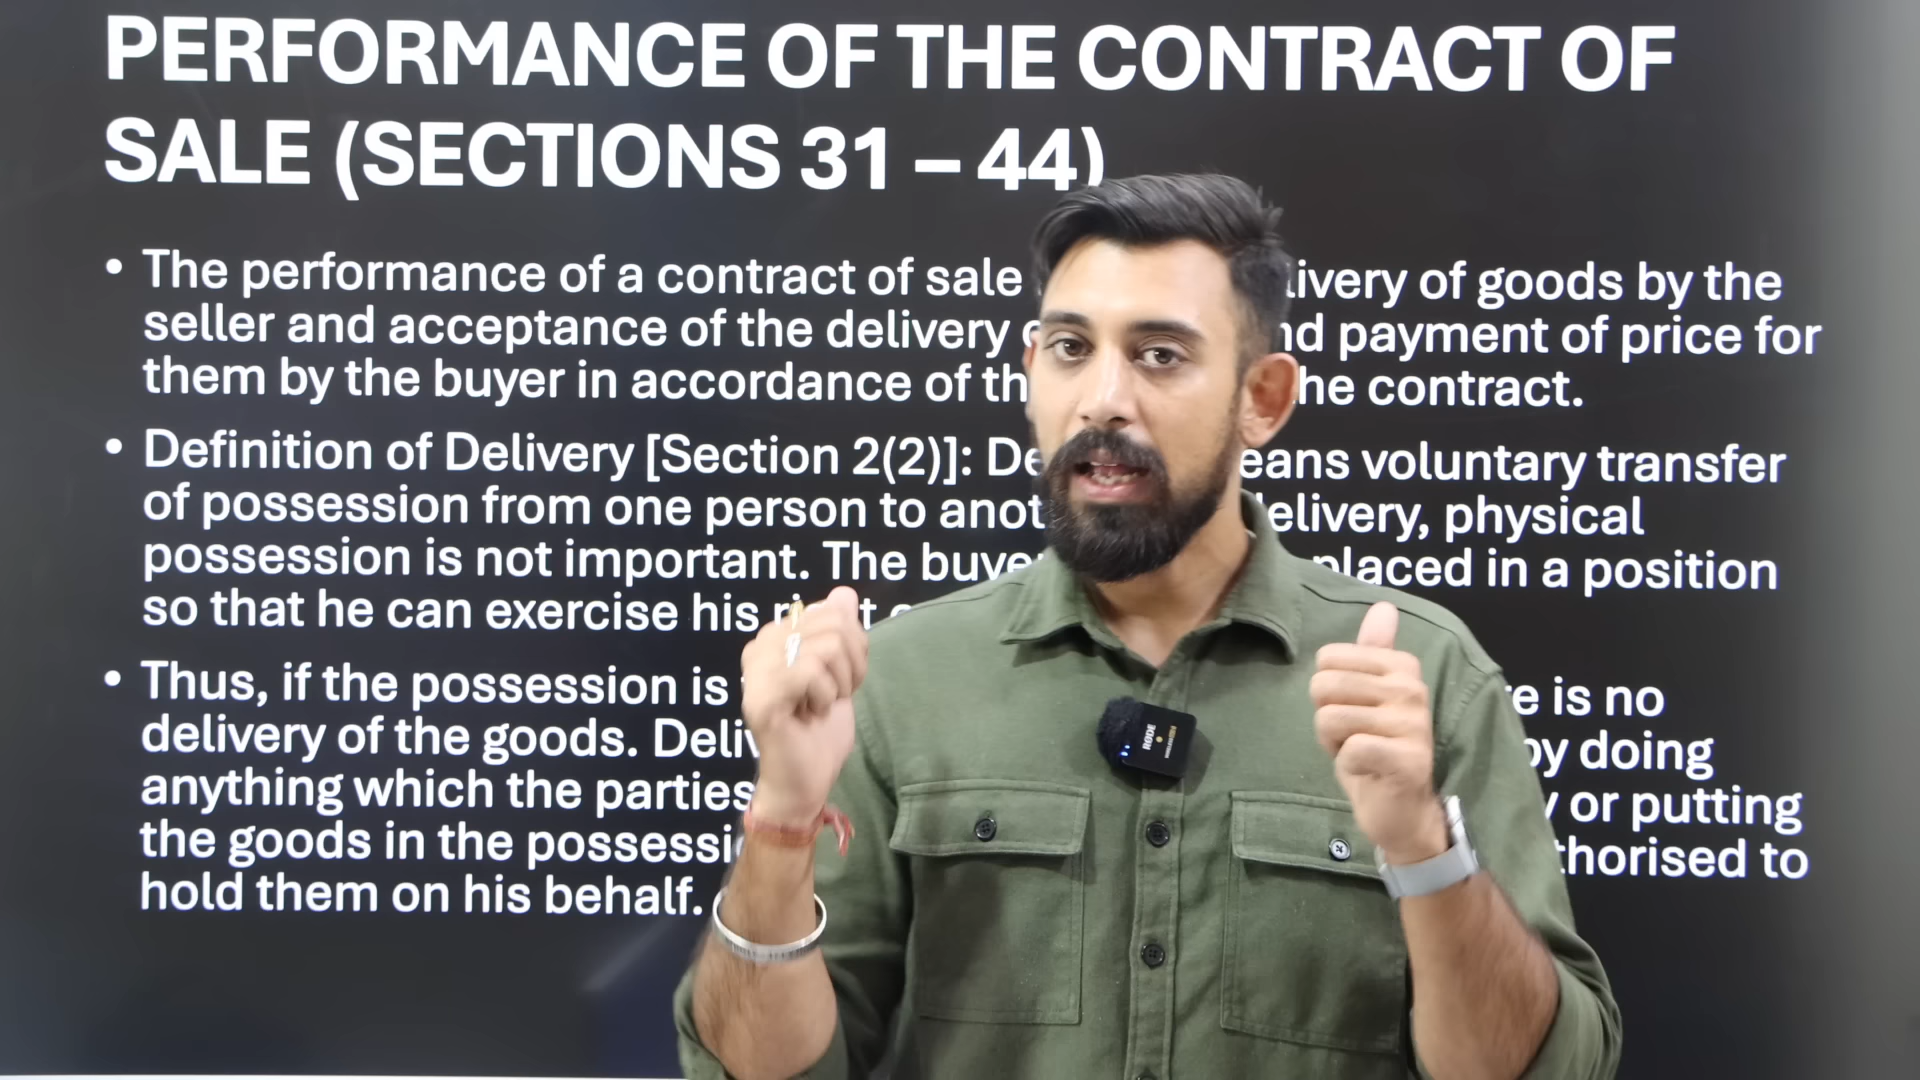 PERFORMANCE OF THE CONTRACT OF
SALE (SECTIONS 31 – 44)
• The performance of a contract of sale livery of goods by the
seller and acceptance of the delivery nd payment of price for
them by the buyer in accordance of th he contract.
• Definition of Delivery [Section 2(2)]: De eans voluntary transfer
of possession from one person to anot elivery, physical
possession is not important. The buye placed in a position
so that he can exercise his
• Thus, if the possession is re is no
delivery of the goods. Deliv by doing
anything which the parties y or putting
the goods in the possessi thorised to
hold them on his behalf.
RØDE